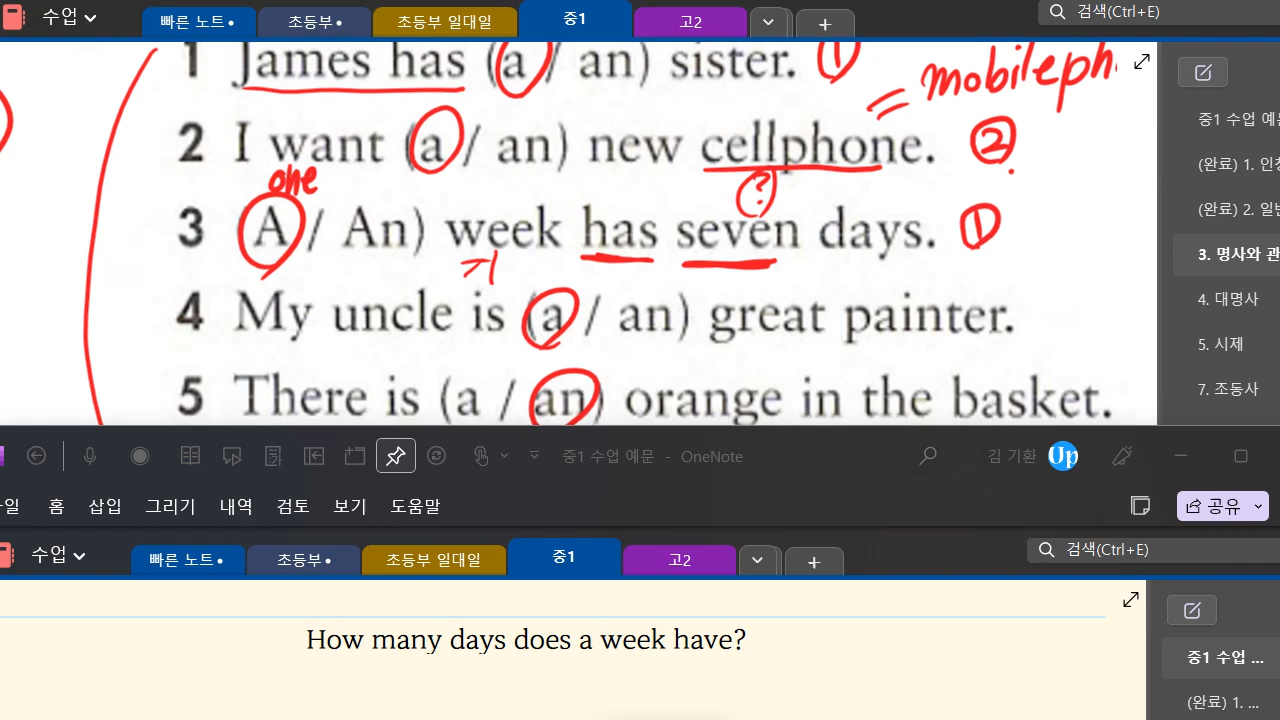 수업 빠른 노트 초등부 초등부 일대일 중1 고2 검색(Ctrl+E)
1 James has (a / an) sister. ①
= mobileph
2 I want (a / an) new cellphone. ②
one
?
3 (A / An) week has seven days. ①
4 My uncle is (a / an) great painter.
5 There is (a / an) orange in the basket.
중1 수업 예문
(완료) 1. 인칭
(완료) 2. 일반
3. 명사와 관
4. 대명사
5. 시제
7. 조동사
중1 수업 예문 - OneNote 김 기환 Up
일 홈 삽입 그리기 내역 검토 보기 도움말 공유
수업 빠른 노트 초등부 초등부 일대일 중1 고2 검색(Ctrl+E)
How many days does a week have?
중1 수업 ...
(완료) 1. ...